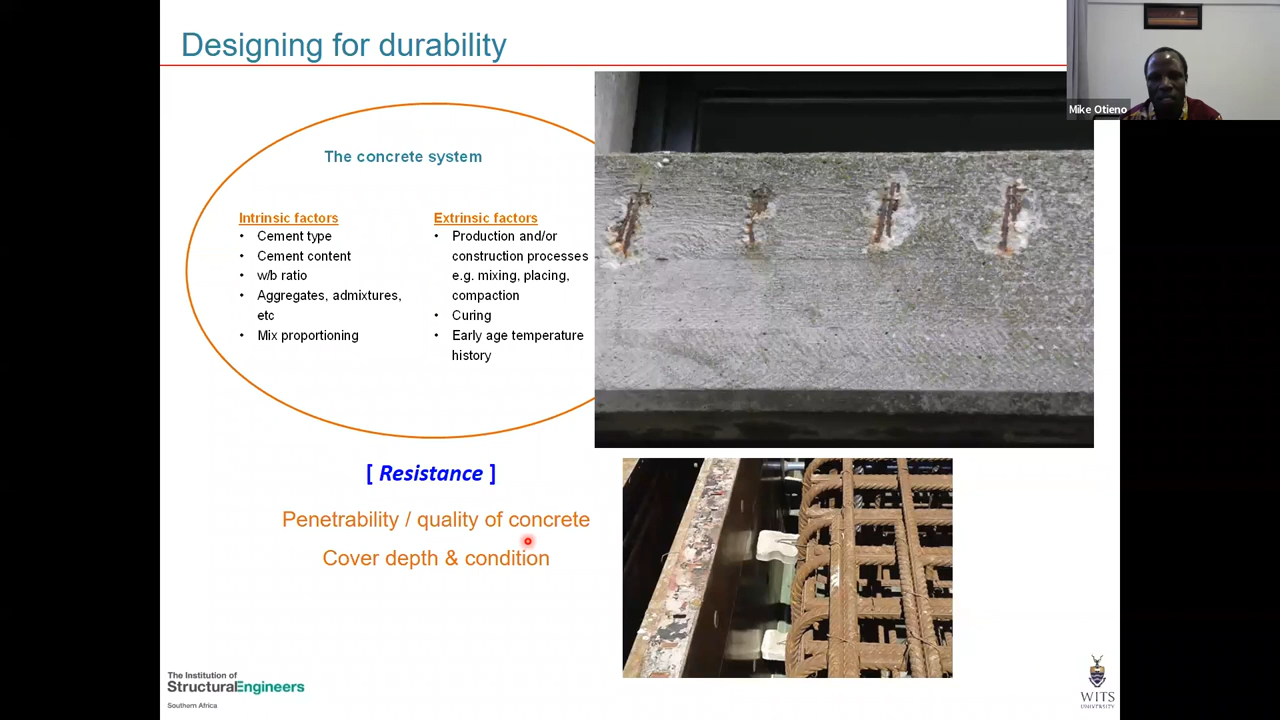 Designing for durability
Mike Otieno
The concrete system
Intrinsic factors
• Cement type
• Cement content
• w/b ratio
• Aggregates, admixtures,
etc
• Mix proportioning
Extrinsic factors
• Production and/or
construction processes
e.g. mixing, placing,
compaction
• Curing
• Early age temperature
history
[ Resistance ]
Penetrability / quality of concrete
Cover depth & condition
The Institution of
StructuralEngineers
Southern Africa
WITS
UNIVERSITY